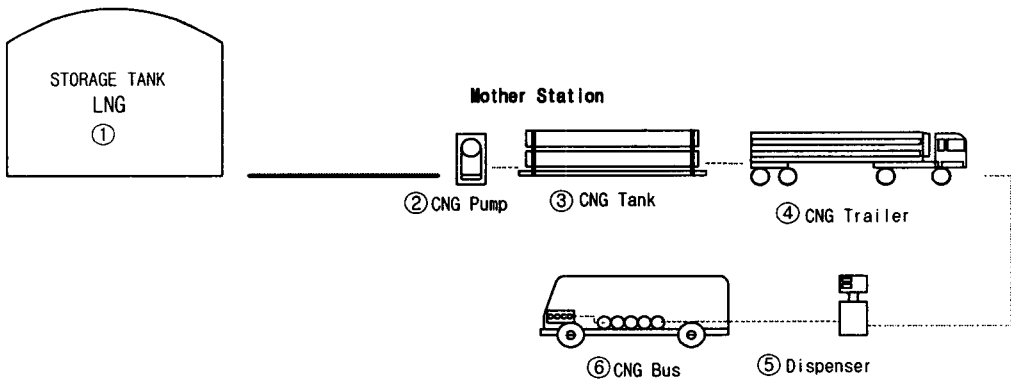 STORAGE TANK
LNG
①
Mother Station
② CNG Pump
③ CNG Tank
④ CNG Trailer
⑥ CNG Bus
⑤ Dispenser